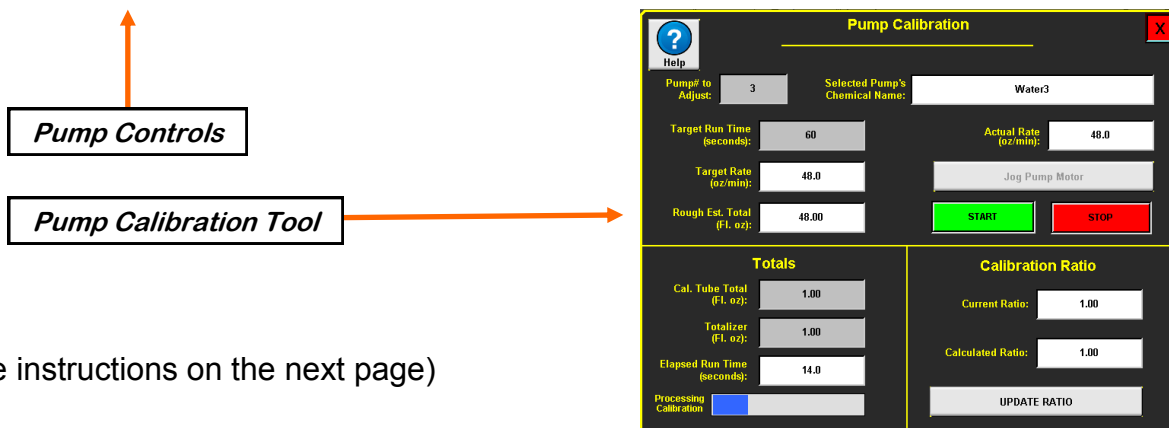 Pump Controls
Pump Calibration Tool
e instructions on the next page)
Pump Calibration
X
?
Help
Pump# to
Adjust:
3
Selected Pump's
Chemical Name:
Water3
Target Run Time
(seconds):
60
Actual Rate
(oz/min):
48.0
Target Rate
(oz/min):
48.0
Jog Pump Motor
Rough Est. Total
(Fl. oz):
48.00
START
STOP
Totals
Cal. Tube Total
(Fl. oz):
1.00
Totalizer
(Fl. oz):
1.00
Elapsed Run Time
(seconds):
14.0
Processing
Calibration
Calibration Ratio
Current Ratio:
1.00
Calculated Ratio:
1.00
UPDATE RATIO